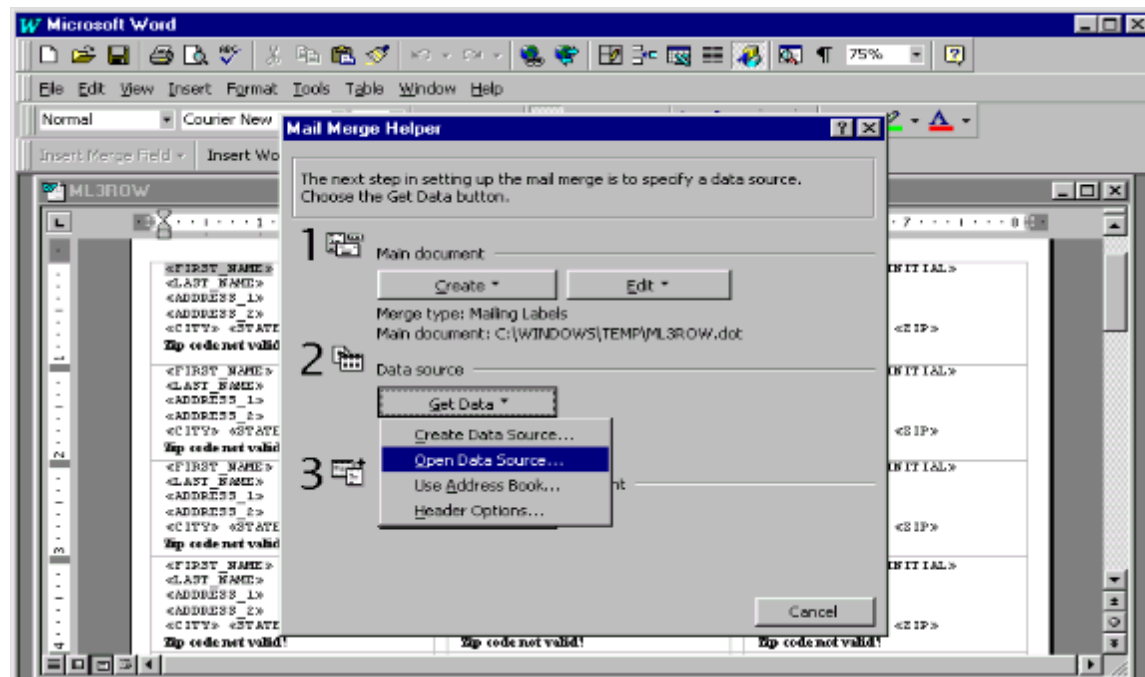 Microsoft Word
75%
File Edit View Insert Format Tools Table Window Help
Normal Courier New
Insert Merge Field Insert Wo
Mail Merge Helper
The next step in setting up the mail merge is to specify a data source.
Choose the Get Data button.
ML3ROW
1 Main document
Create Edit
Merge type: Mailing Labels
Main document: C:\WINDOWS\TEMP\ML3ROW.dot
2 Data source
Get Data
Create Data Source...
Open Data Source...
Use Address Book...
Header Options...
3
Cancel
«FIRST_NAME» INITIAL»
«LAST_NAME»
«ADDRESS_1»
«ADDRESS_2»
«CITY» «STATE «ZIP»
Zip code not valid
«FIRST_NAME» INITIAL»
«LAST_NAME»
«ADDRESS_1»
«ADDRESS_2»
«CITY» «STATE «ZIP»
Zip code not valid
«FIRST_NAME» INITIAL»
«LAST_NAME»
«ADDRESS_1»
«ADDRESS_2»
«CITY» «STATE «ZIP»
Zip code not valid
«FIRST_NAME» INITIAL»
«LAST_NAME»
«ADDRESS_1»
«ADDRESS_2»
«CITY» «STATE «ZIP»
Zip code not valid! Zip code not valid! Zip code not valid!